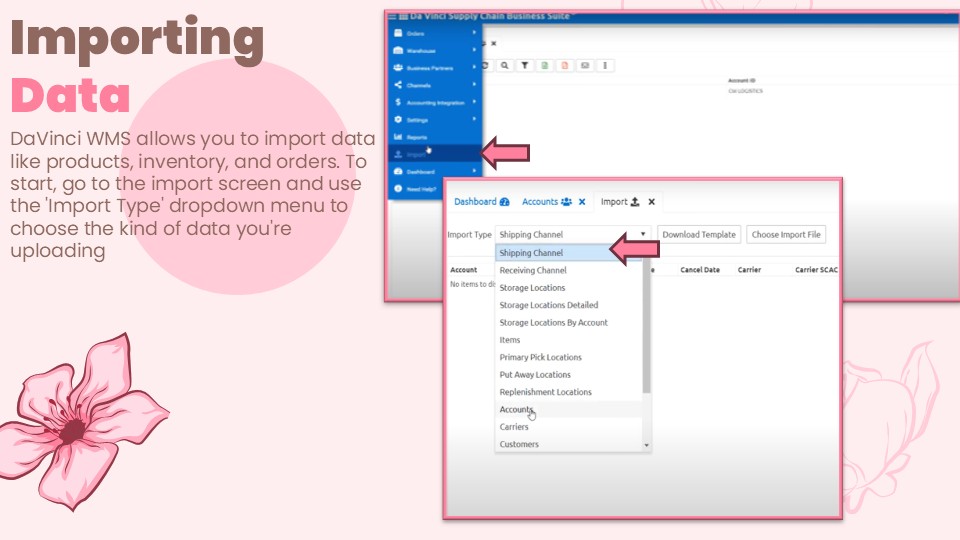 Importing
Data
DaVinci WMS allows you to import data
like products, inventory, and orders. To
start, go to the import screen and use
the 'Import Type' dropdown menu to
choose the kind of data you're
uploading
Da Vinci Supply Chain Business Suite
Orders
Warehouse
Business Partners
Channels
Accounting Integration
Settings
Reports
Import
Dashboard
Need Help?
Account ID
CW LOGISTICS
Dashboard Accounts Import
Import Type Shipping Channel Download Template Choose Import File
Account Cancel Date Carrier Carrier SCAC
No items to di
Shipping Channel
Receiving Channel
Storage Locations
Storage Locations Detailed
Storage Locations By Account
Items
Primary Pick Locations
Put Away Locations
Replenishment Locations
Accounts
Carriers
Customers